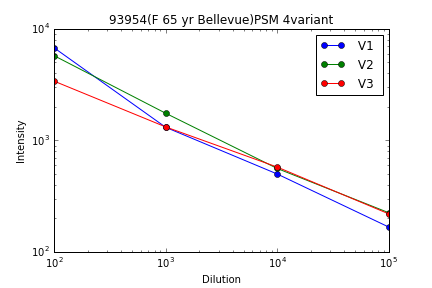 93954(F 65 yr Bellevue)PSM 4variant
10^4
10^3
10^2
Intensity
V1
V2
V3
10^2 10^3 10^4 10^5
Dilution